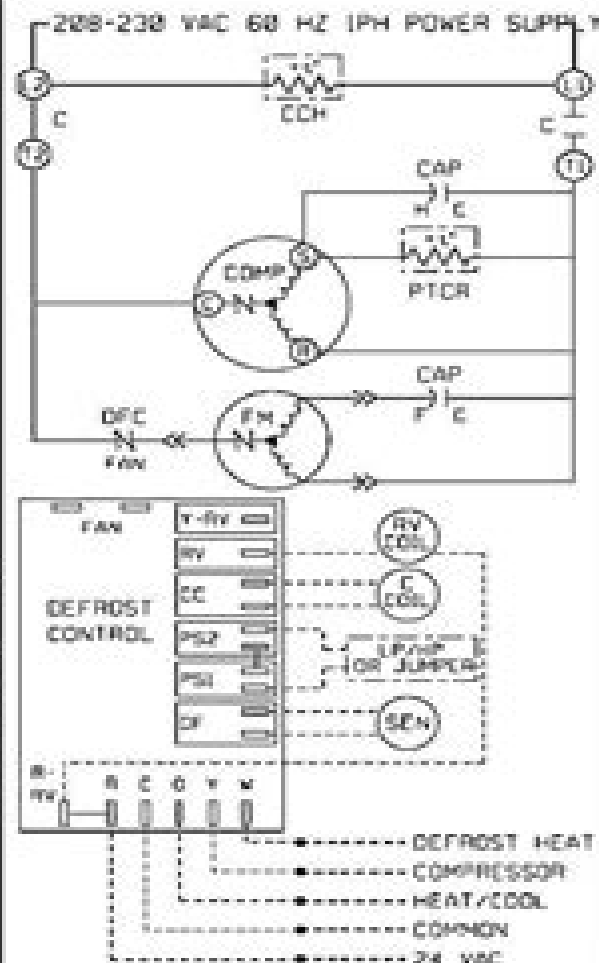 208-230 VAC 60 HZ 1PH POWER SUPPLY
L2
L1
CCH
C
C
T2
T1
CAP
H C
S
COMP
PTCR
C
R
CAP
F C
DFC
FAN
FM
FAN
Y-RV
RV
CC
PS2
PS1
DF
DEFROST
CONTROL
RV
COIL
C
COIL
LP/HP
OR JUMPER
SEN
R-
RV
R C O Y W
DEFROST HEAT
COMPRESSOR
HEAT/COOL
COMMON
24 VAC